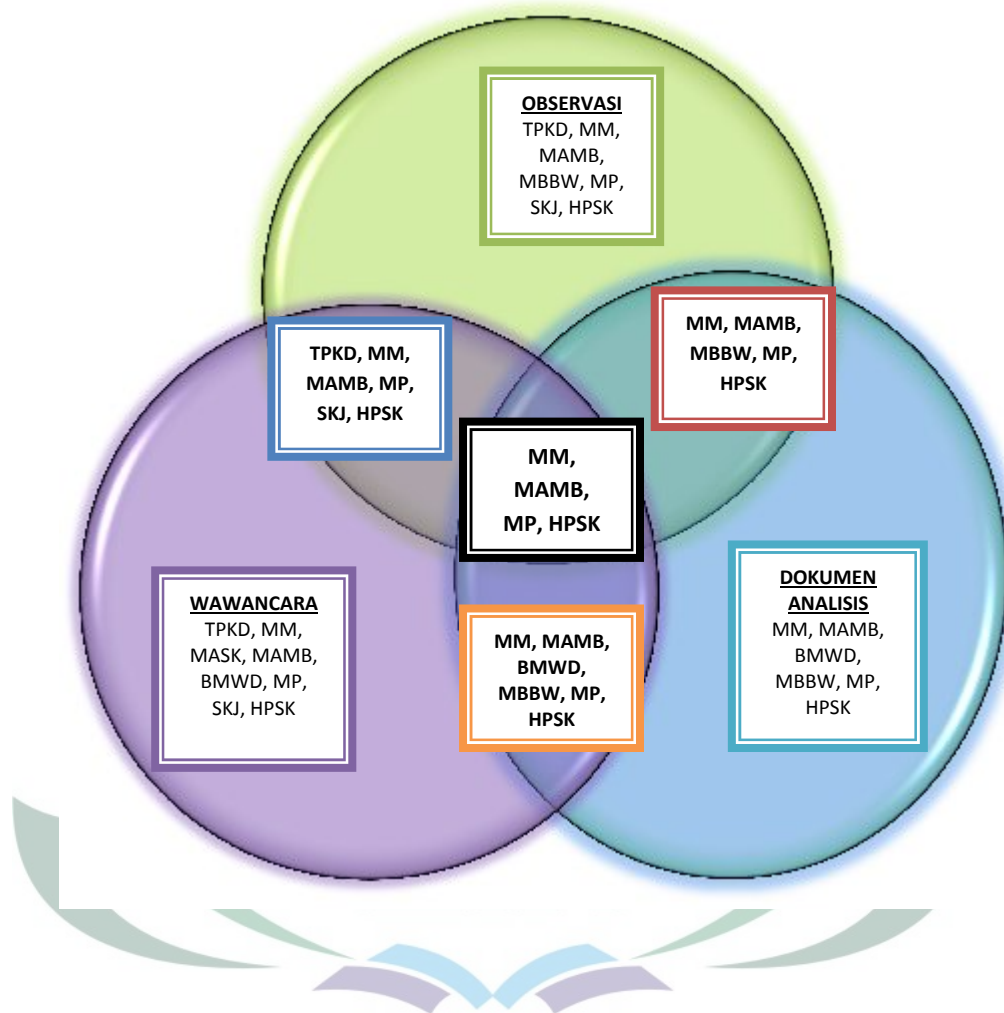 OBSERVASI
TPKD, MM,
MAMB,
MBBW, MP,
SKJ, HPSK
TPKD, MM,
MAMB, MP,
SKJ, HPSK
MM, MAMB,
MBBW, MP,
HPSK
MM,
MAMB,
MP, HPSK
WAWANCARA
TPKD, MM,
MASK, MAMB,
BMWD, MP,
SKJ, HPSK
MM, MAMB,
BMWD,
MBBW, MP,
HPSK
DOKUMEN
ANALISIS
MM, MAMB,
BMWD,
MBBW, MP,
HPSK